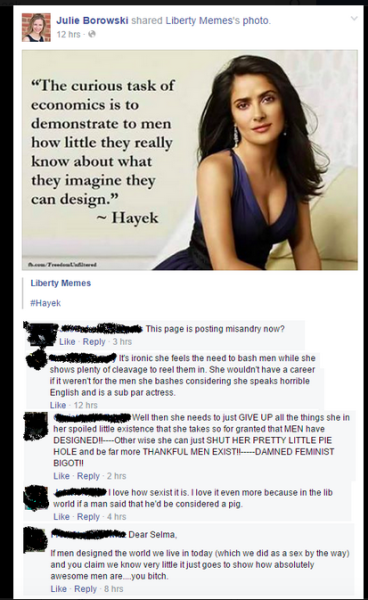 Julie Borowski shared Liberty Memes's photo.
12 hrs ·
“The curious task of
economics is to
demonstrate to men
how little they really
know about what
they imagine they
can design.”
~ Hayek
fb.com/FreedomUnfiltered
Liberty Memes
#Hayek
This page is posting misandry now?
Like · Reply · 3 hrs
It's ironic she feels the need to bash men while she
shows plenty of cleavage to reel them in. She wouldn't have a career
if it weren't for the men she bashes considering she speaks horrible
English and is a sub par actress.
Like · 12 hrs
Well then she needs to just GIVE UP all the things she in
her spoiled little existence that she takes so for granted that MEN have
DESIGNED!!----Other wise she can just SHUT HER PRETTY LITTLE PIE
HOLE and be far more THANKFUL MEN EXIST!!-----DAMNED FEMINIST
BIGOT!!
Like · Reply · 2 hrs
I love how sexist it is. I love it even more because in the lib
world if a man said that he'd be considered a pig.
Like · Reply · 4 hrs
Dear Selma,
If men designed the world we live in today (which we did as a sex by the way)
and you claim we know very little it just goes to show how absolutely
awesome men are....you bitch.
Like · Reply · 8 hrs